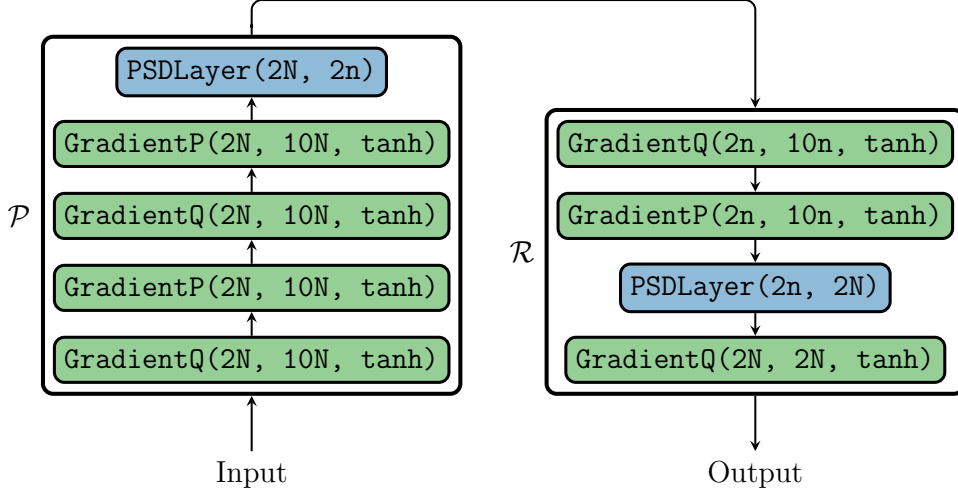 PSDLayer(2N, 2n)
GradientP(2N, 10N, tanh)
GradientQ(2N, 10N, tanh)
GradientP(2N, 10N, tanh)
GradientQ(2N, 10N, tanh)
𝒫
Input
GradientQ(2n, 10n, tanh)
GradientP(2n, 10n, tanh)
PSDLayer(2n, 2N)
GradientQ(2N, 2N, tanh)
ℛ
Output